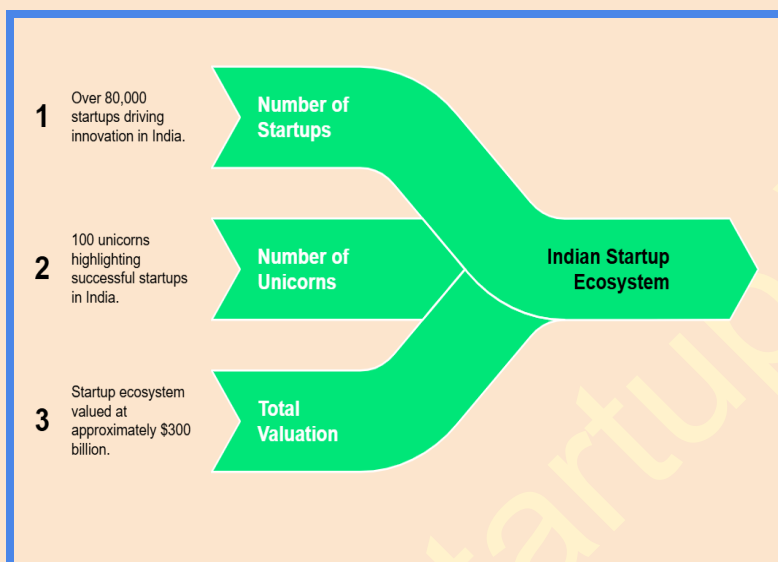 1
Over 80,000
startups driving
innovation in India.
Number of
Startups
2
100 unicorns
highlighting
successful startups
in India.
Number of
Unicorns
Indian Startup
Ecosystem
3
Startup ecosystem
valued at
approximately $300
billion.
Total
Valuation
startup